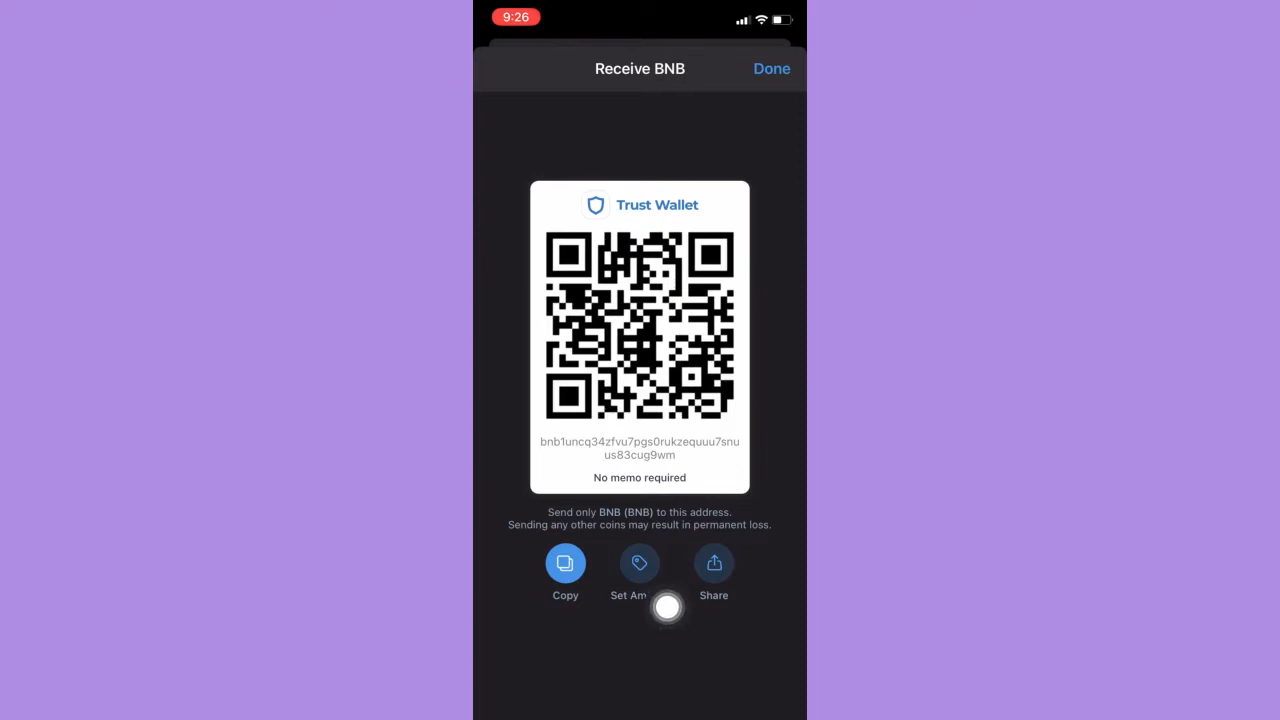 9:26
Receive BNB
Done
Trust Wallet
bnb1uncq34zfvu7pgs0rukzequuu7snu
us83cug9wm
No memo required
Send only BNB (BNB) to this address.
Sending any other coins may result in permanent loss.
Copy
Set Am
Share